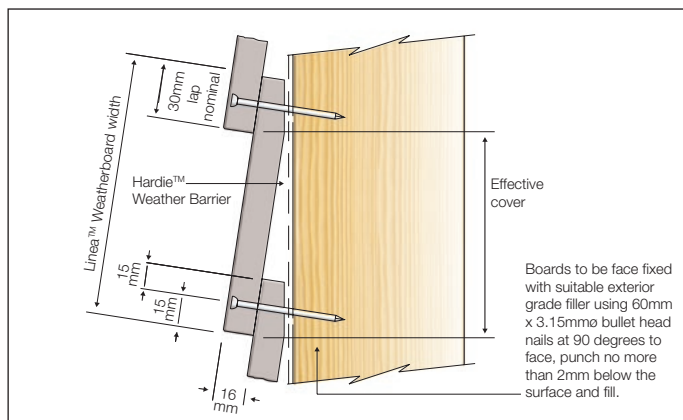 Linea™ Weatherboard width
30mm
lap
nominal
Hardie™
Weather Barrier
15
mm
15
mm
16
mm
Effective
cover
Boards to be face fixed
with suitable exterior
grade filler using 60mm
x 3.15mmø bullet head
nails at 90 degrees to
face, punch no more
than 2mm below the
surface and fill.